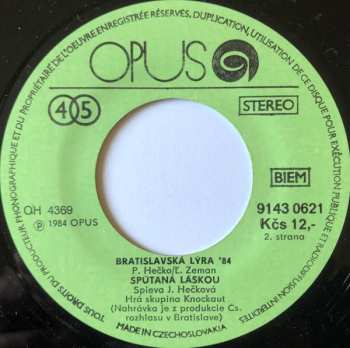 TOUS DROITS DU PRODUCTEUR PHONOGRAPHIQUE ET DU PROPRIÉTAIRE DE L'OEUVRE ENREGISTRÉE RÉSERVÉS, DUPLICATION, UTILISATION DE CE DISQUE POUR EXÉCUTION PUBLIQUE ET RADIODIFFUSION INTERDITES
OPUS
45
STEREO
BIEM
OH 4369
Ⓟ 1984 OPUS
9143 0621
Kčs 12,-
2. strana
BRATISLAVSKÁ LÝRA '84
P. Hečko/Ľ. Zeman
SPÚTANÁ LÁSKOU
Spieva J. Hečková
Hrá skupina Knockaut
(Nahrávka je z produkcie Čs.
rozhlasu v Bratislave)
MADE IN CZECHOSLOVAKIA